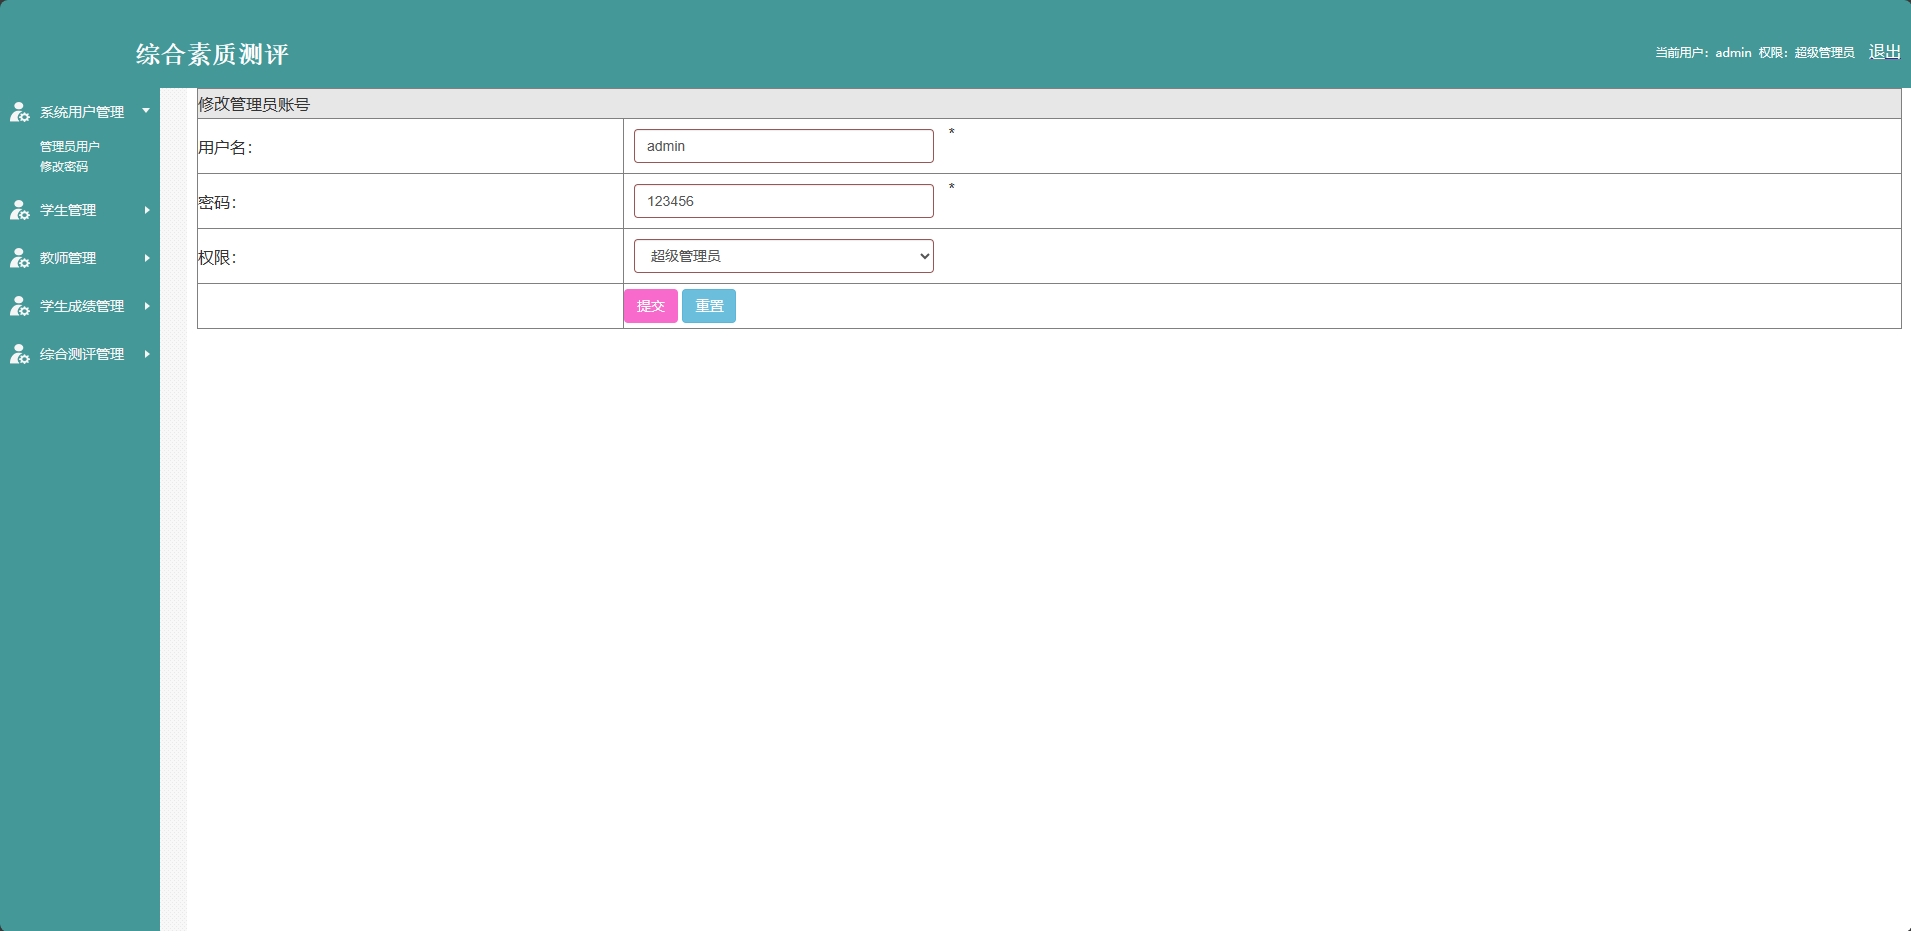 综合素质测评
当前用户：admin 权限：超级管理员 退出
系统用户管理
管理员用户
修改密码
学生管理
教师管理
学生成绩管理
综合测评管理
修改管理员账号
用户名： admin *
密码： 123456 *
权限： 超级管理员
提交 重置